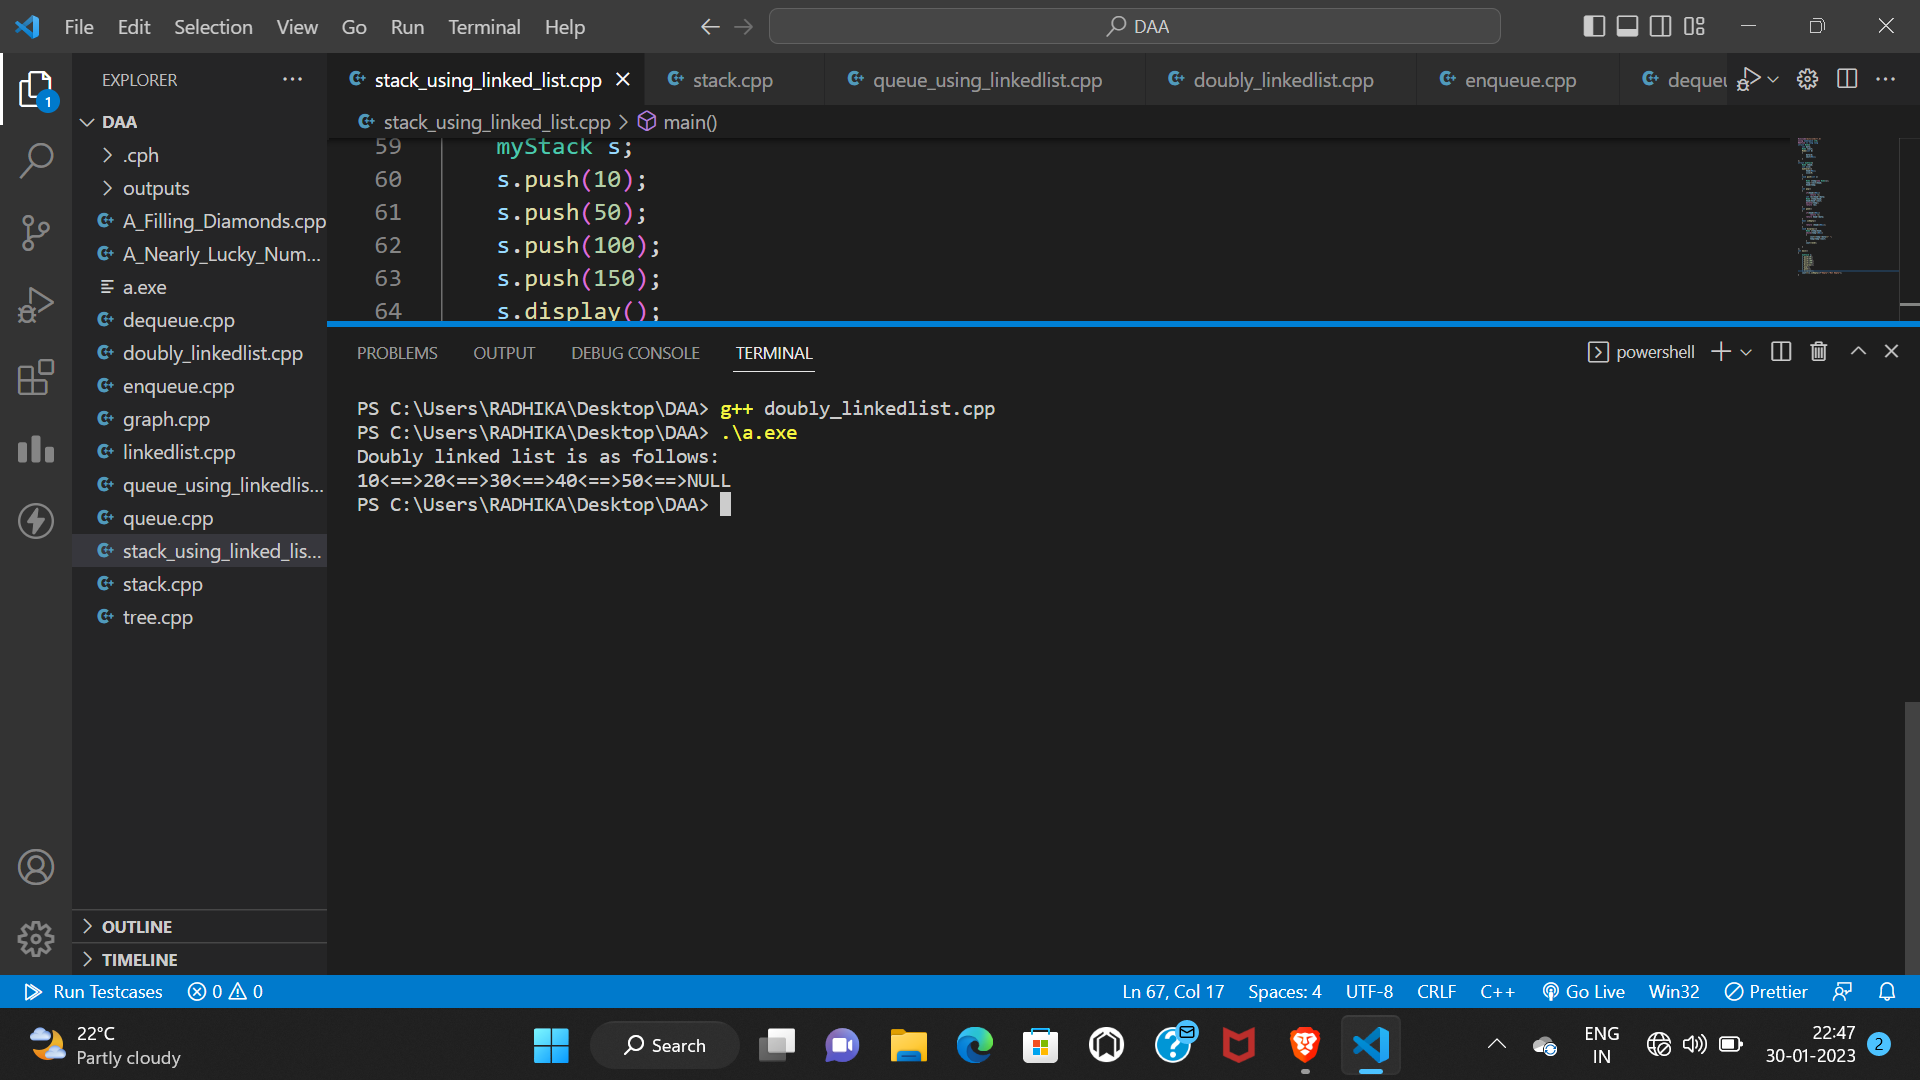 File Edit Selection View Go Run Terminal Help
DAA
EXPLORER
1
DAA
.cph
outputs
A_Filling_Diamonds.cpp
A_Nearly_Lucky_Num...
a.exe
dequeue.cpp
doubly_linkedlist.cpp
enqueue.cpp
graph.cpp
linkedlist.cpp
queue_using_linkedlis...
queue.cpp
stack_using_linked_lis...
stack.cpp
tree.cpp
OUTLINE
TIMELINE
stack_using_linked_list.cpp stack.cpp queue_using_linkedlist.cpp doubly_linkedlist.cpp enqueue.cpp dequeu
stack_using_linked_list.cpp > main()
59 myStack s;
60 s.push(10);
61 s.push(50);
62 s.push(100);
63 s.push(150);
64 s.display();
PROBLEMS OUTPUT DEBUG CONSOLE TERMINAL powershell
PS C:\Users\RADHIKA\Desktop\DAA> g++ doubly_linkedlist.cpp
PS C:\Users\RADHIKA\Desktop\DAA> .\a.exe
Doubly linked list is as follows:
10<==>20<==>30<==>40<==>50<==>NULL
PS C:\Users\RADHIKA\Desktop\DAA>
Run Testcases 0 0 Ln 67, Col 17 Spaces: 4 UTF-8 CRLF C++ Go Live Win32 Prettier
22°C
Partly cloudy
Search
ENG
IN
22:47
30-01-2023
2